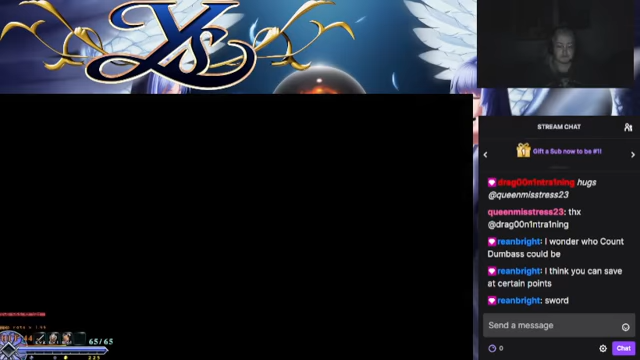 Ys
STREAM CHAT
Gift a Sub now to be #1!
drag00n1ntra1ning hugs
@queenmisstress23
queenmisstress23: thx
@drag00n1ntra1ning
reanbright: I wonder who Count
Dumbass could be
reanbright: I think you can save
at certain points
reanbright: sword
Send a message
0
Chat
65/65
225